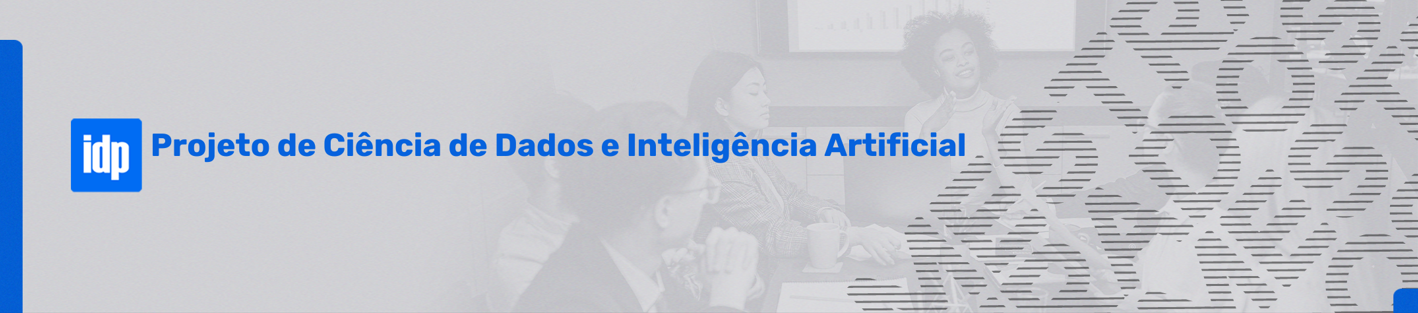 idp
Projeto de Ciência de Dados e Inteligência Artificial